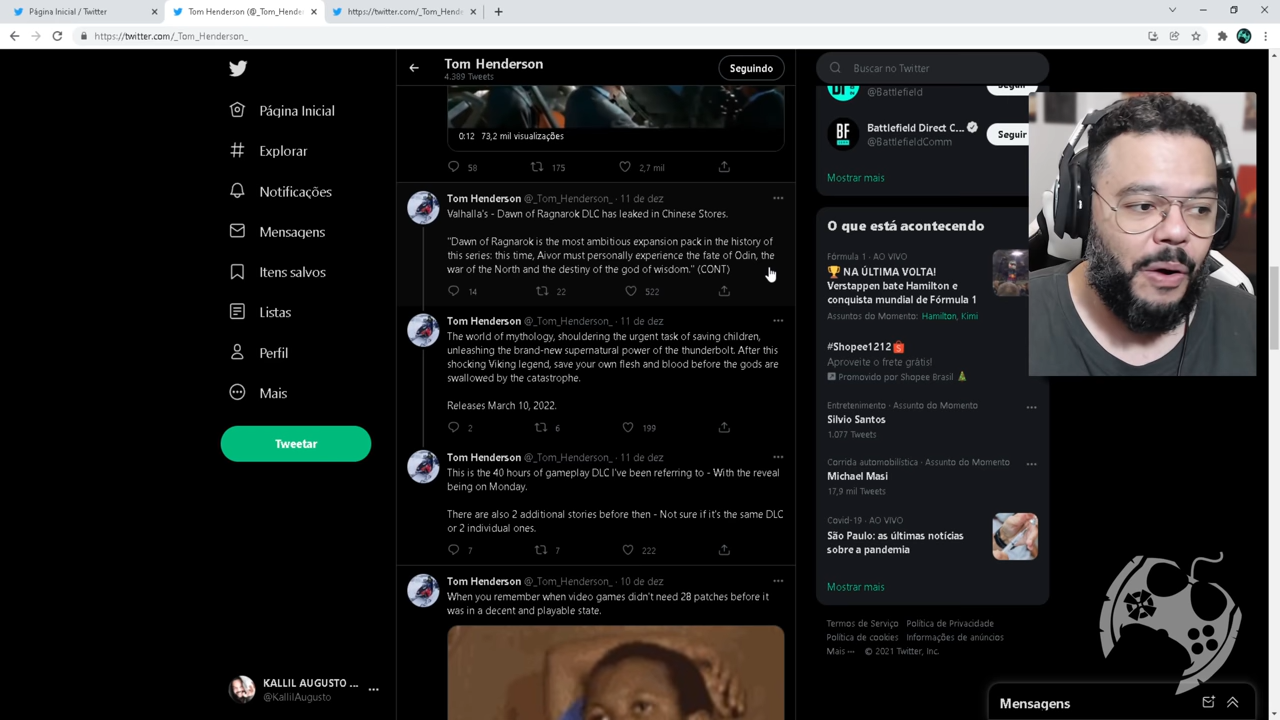 Página Inicial / Twitter
Tom Henderson (@_Tom_Hende
https://twitter.com/_Tom_Hende
https://twitter.com/_Tom_Henderson_
Página Inicial
Explorar
Notificações
Mensagens
Itens salvos
Listas
Perfil
Mais
Tweetar
KALLIL AUGUSTO ...
@KallilAugusto
Tom Henderson
4.389 Tweets
Seguindo
0:12 73,2 mil visualizações
58 175 2,7 mil
Tom Henderson @_Tom_Henderson_ · 11 de dez
Valhalla's - Dawn of Ragnarok DLC has leaked in Chinese Stores.
"Dawn of Ragnarok is the most ambitious expansion pack in the history of
this series: this time, Aivor must personally experience the fate of Odin, the
war of the North and the destiny of the god of wisdom." (CONT)
14 22 522
Tom Henderson @_Tom_Henderson_ · 11 de dez
The world of mythology, shouldering the urgent task of saving children,
unleashing the brand-new supernatural power of the thunderbolt. After this
shocking Viking legend, save your own flesh and blood before the gods are
swallowed by the catastrophe.
Releases March 10, 2022.
2 6 199
Tom Henderson @_Tom_Henderson_ · 11 de dez
This is the 40 hours of gameplay DLC I've been referring to - With the reveal
being on Monday.
There are also 2 additional stories before then - Not sure if it's the same DLC
or 2 individual ones.
7 7 222
Tom Henderson @_Tom_Henderson_ · 10 de dez
When you remember when video games didn't need 28 patches before it
was in a decent and playable state.
Buscar no Twitter
@Battlefield
Seguir
BF
Battlefield Direct C...
@BattlefieldComm
Seguir
Mostrar mais
O que está acontecendo
Fórmula 1 · AO VIVO
🏆 NA ÚLTIMA VOLTA!
Verstappen bate Hamilton e
conquista mundial de Fórmula 1
Assuntos do Momento: Hamilton, Kimi
#Shopee1212
Aproveite o frete grátis!
Promovido por Shopee Brasil
Entretenimento · Assunto do Momento
Silvio Santos
1.077 Tweets
Corrida automobilística · Assunto do Momento
Michael Masi
17,9 mil Tweets
Covid-19 · AO VIVO
São Paulo: as últimas notícias
sobre a pandemia
Mostrar mais
Termos de Serviço Política de Privacidade
Política de cookies Informações de anúncios
Mais ··· © 2021 Twitter, Inc.
Mensagens